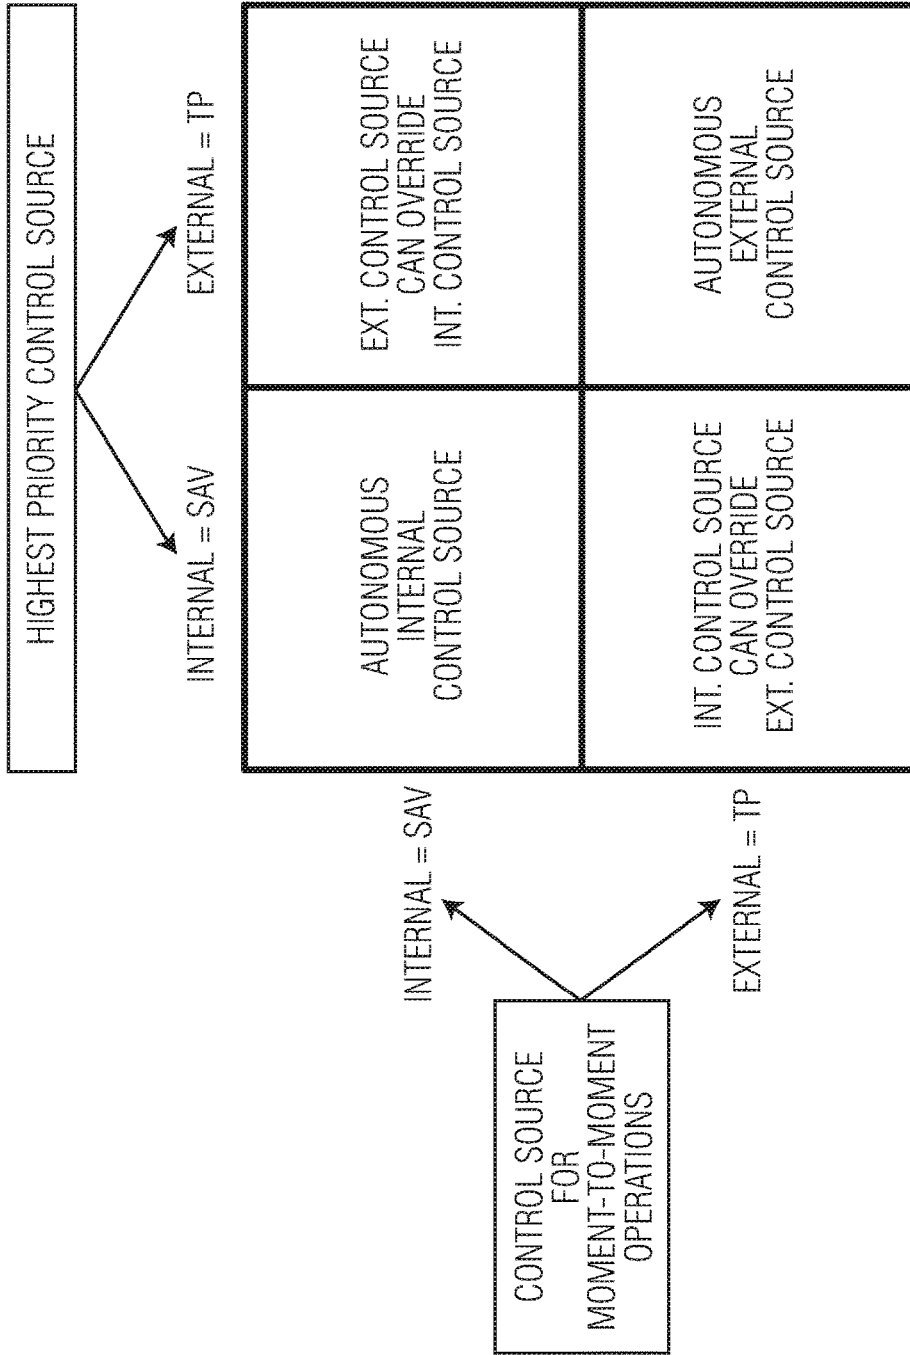 HIGHEST PRIORITY CONTROL SOURCE
INTERNAL = SAV
EXTERNAL = TP
CONTROL SOURCE
FOR
MOMENT-TO-MOMENT
OPERATIONS
INTERNAL = SAV
AUTONOMOUS
INTERNAL
CONTROL SOURCE
EXT. CONTROL SOURCE
CAN OVERRIDE
INT. CONTROL SOURCE
EXTERNAL = TP
INT. CONTROL SOURCE
CAN OVERRIDE
EXT. CONTROL SOURCE
AUTONOMOUS
EXTERNAL
CONTROL SOURCE